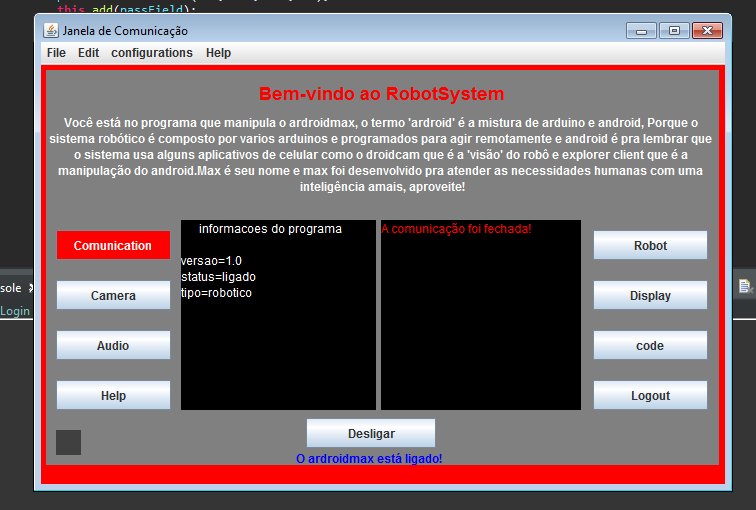 this.add(passField);
Janela de Comunicação
File Edit configurations Help
Bem-vindo ao RobotSystem
Você está no programa que manipula o ardroidmax, o termo 'ardroid' é a mistura de arduino e android, Porque o
sistema robótico é composto por varios arduinos e programados para agir remotamente e android é pra lembrar que
o sistema usa alguns aplicativos de celular como o droidcam que é a 'visão' do robô e explorer client que é a
manipulação do android.Max é seu nome e max foi desenvolvido pra atender as necessidades humanas com uma
inteligência amais, aproveite!
informacoes do programa
A comunicação foi fechada!
Comunication
Robot
versao=1.0
status=ligado
sole
Camera
tipo=robotico
Display
Login
Audio
code
Help
Logout
Desligar
O ardroidmax está ligado!